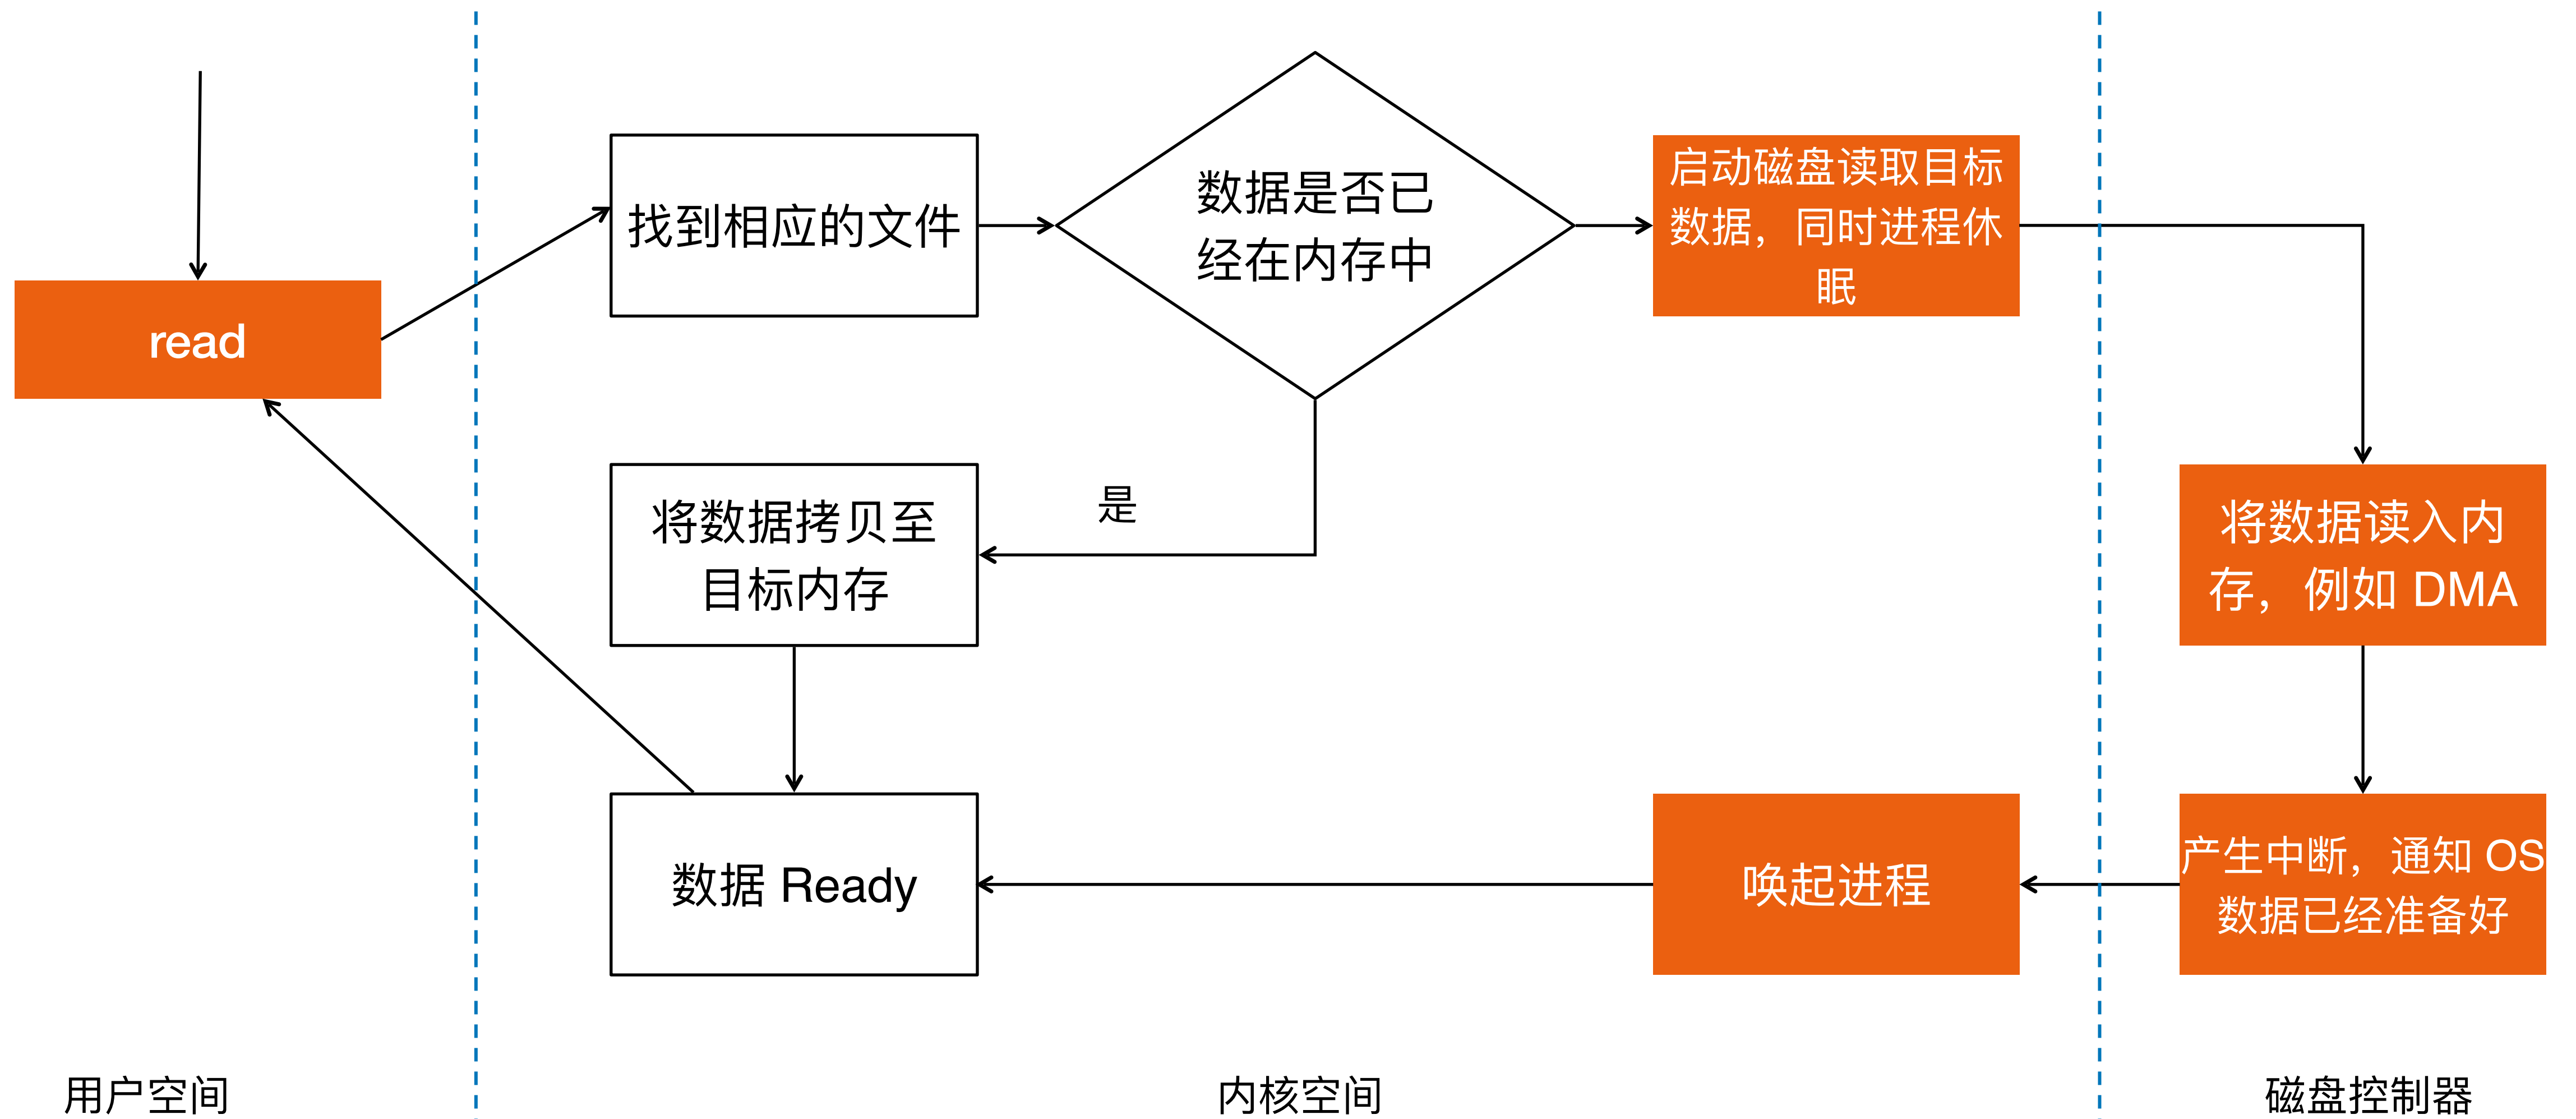 read
找到相应的文件
数据是否已
经在内存中
启动磁盘读取目标
数据，同时进程休
眠
将数据拷贝至
目标内存
是
将数据读入内
存，例如 DMA
数据 Ready
唤起进程
产生中断，通知 OS
数据已经准备好
用户空间
内核空间
磁盘控制器